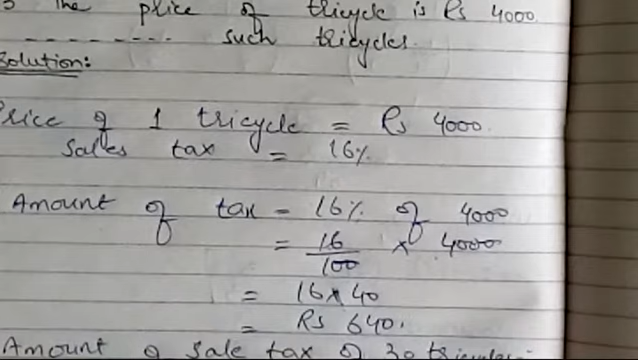 the price of tricycle is Rs 4000
- - - - - - - - - such tricycles.
Solution:
Price of 1 tricycle = Rs 4000.
Sales tax = 16%
Amount of tax = 16% of 4000
= 16/100 × 4000
= 16×40
= Rs 640.
Amount of sale tax of 30 tricycles: